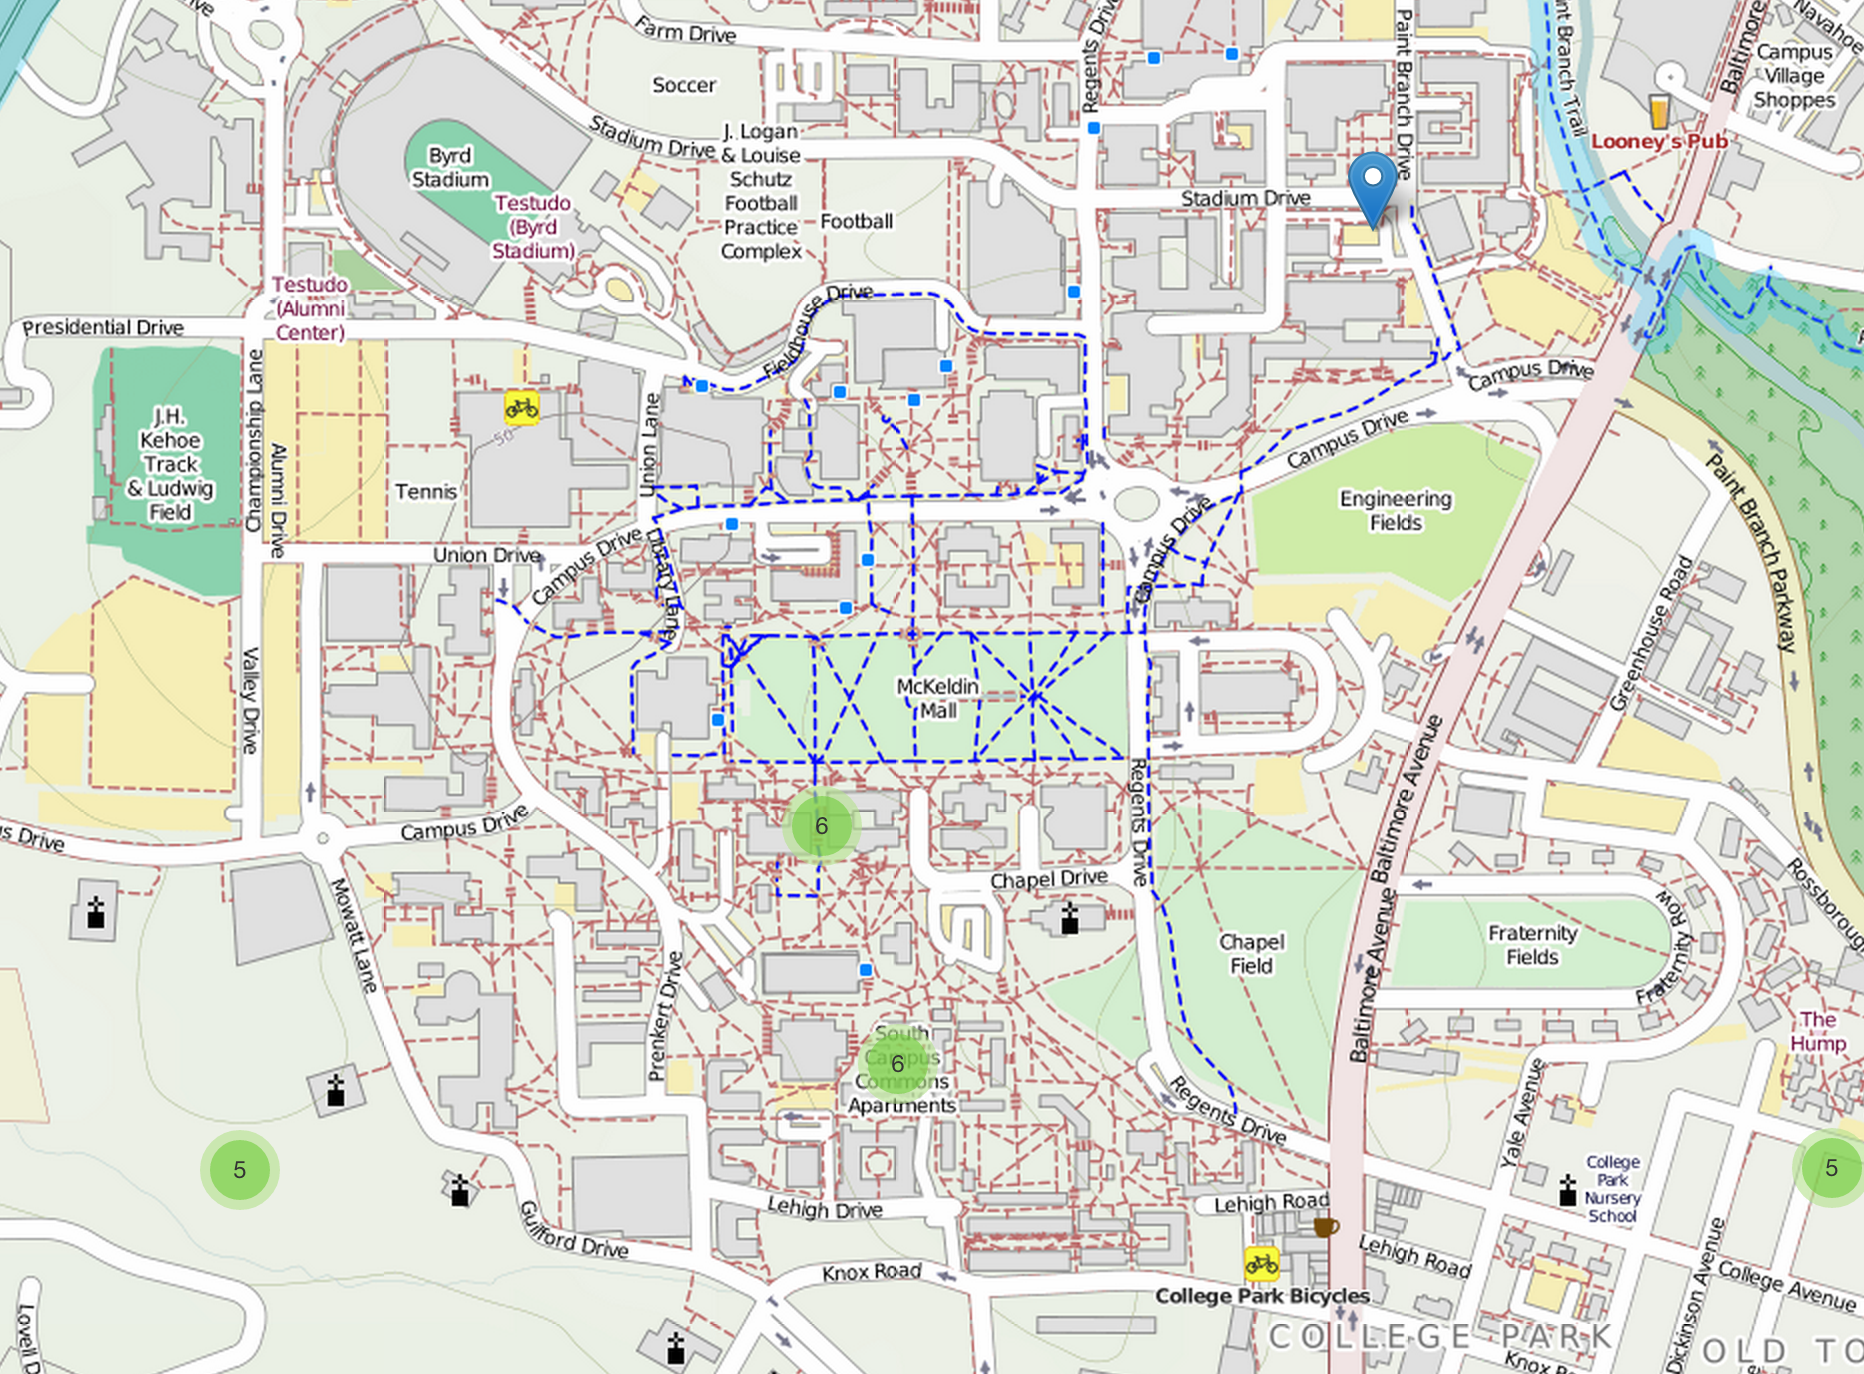 Farm Drive
Regents Drive
Paint Branch Drive
nt Branch Trail
Baltimore
Navahoe
Campus
Village
Shoppes
Soccer
Looney's Pub
Stadium Drive
J. Logan
& Louise
Schutz
Football
Practice
Complex
Byrd
Stadium
Testudo
(Byrd
Stadium)
Football
Stadium Drive
Testudo
(Alumni
Center)
Presidential Drive
Fieldhouse Drive
Campus Drive
J.H.
Kehoe
Track
& Ludwig
Field
Championship Lane
Alumni Drive
Tennis
50
Union Lane
Campus Drive
Engineering
Fields
Paint Branch Parkway
Union Drive
Campus Drive
Library Lane
Campus Drive
Greenhouse Road
Valley Drive
McKeldin
Mall
Baltimore Avenue
Regents Drive
6
us Drive
Campus Drive
Mowatt Lane
Chapel Drive
Baltimore Avenue
Chapel
Field
Fraternity
Fields
Fraternity Row
Rossborough
Prenkert Drive
South
Campus
Commons
Apartments
6
The
Hump
Regents Drive
Yale Avenue
5
5
College
Park
Nursery
School
Lehigh Drive
Lehigh Road
Guilford Drive
Lehigh Road
Knox Road
College Park Bicycles
College Avenue
Dickinson Avenue
Lovell D
COLLEGE PARK
OLD TO
Knox R